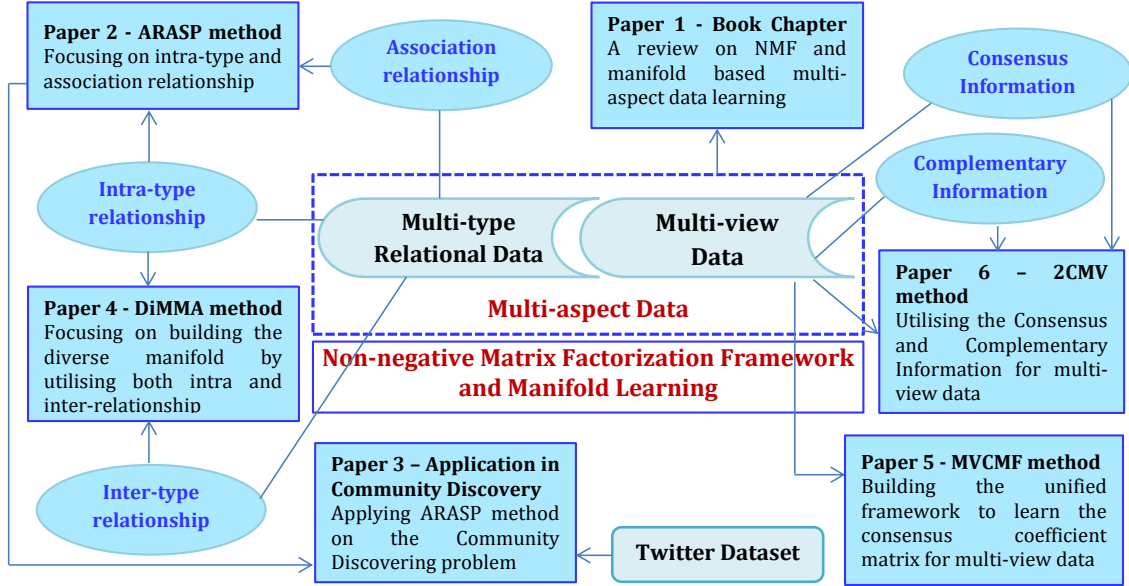 Paper 2 - ARASP method
Focusing on intra-type and
association relationship
Association
relationship
Paper 1 - Book Chapter
A review on NMF and
manifold based multi-
aspect data learning
Consensus
Information
Complementary
Information
Intra-type
relationship
Multi-type
Relational Data
Multi-view
Data
Multi-aspect Data
Non-negative Matrix Factorization Framework
and Manifold Learning
Paper 4 - DiMMA method
Focusing on building the
diverse manifold by
utilising both intra and
inter-relationship
Paper 6 – 2CMV
method
Utilising the Consensus
and Complementary
Information for multi-
view data
Inter-type
relationship
Paper 3 – Application in
Community Discovery
Applying ARASP method
on the Community
Discovering problem
Twitter Dataset
Paper 5 - MVCMF method
Building the unified
framework to learn the
consensus coefficient
matrix for multi-view data